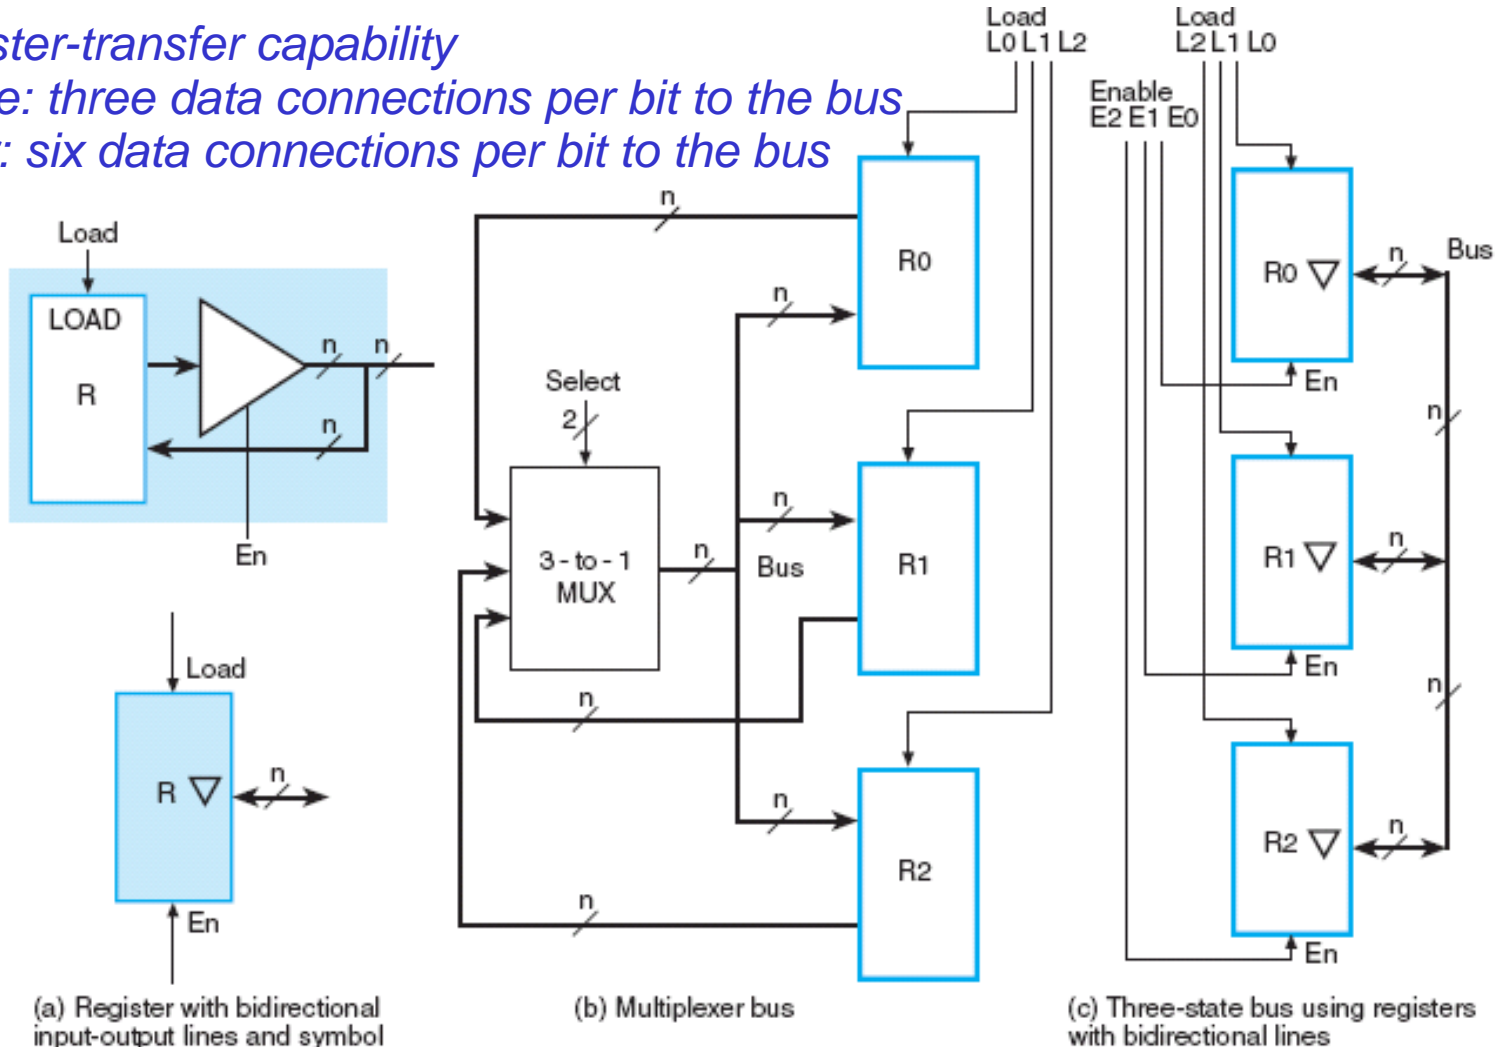 ster-transfer capability
e: three data connections per bit to the bus
: six data connections per bit to the bus
Load
LOAD
R
n
n
n
En
Load
R
n
En
(a) Register with bidirectional
input-output lines and symbol
Load
L0 L1 L2
n
R0
n
Select
2
3 - to - 1
MUX
n
Bus
n
R1
n
n
R2
n
(b) Multiplexer bus
Load
L2 L1 L0
Enable
E2 E1 E0
R0
n
Bus
En
n
R1
n
En
n
R2
n
En
(c) Three-state bus using registers
with bidirectional lines